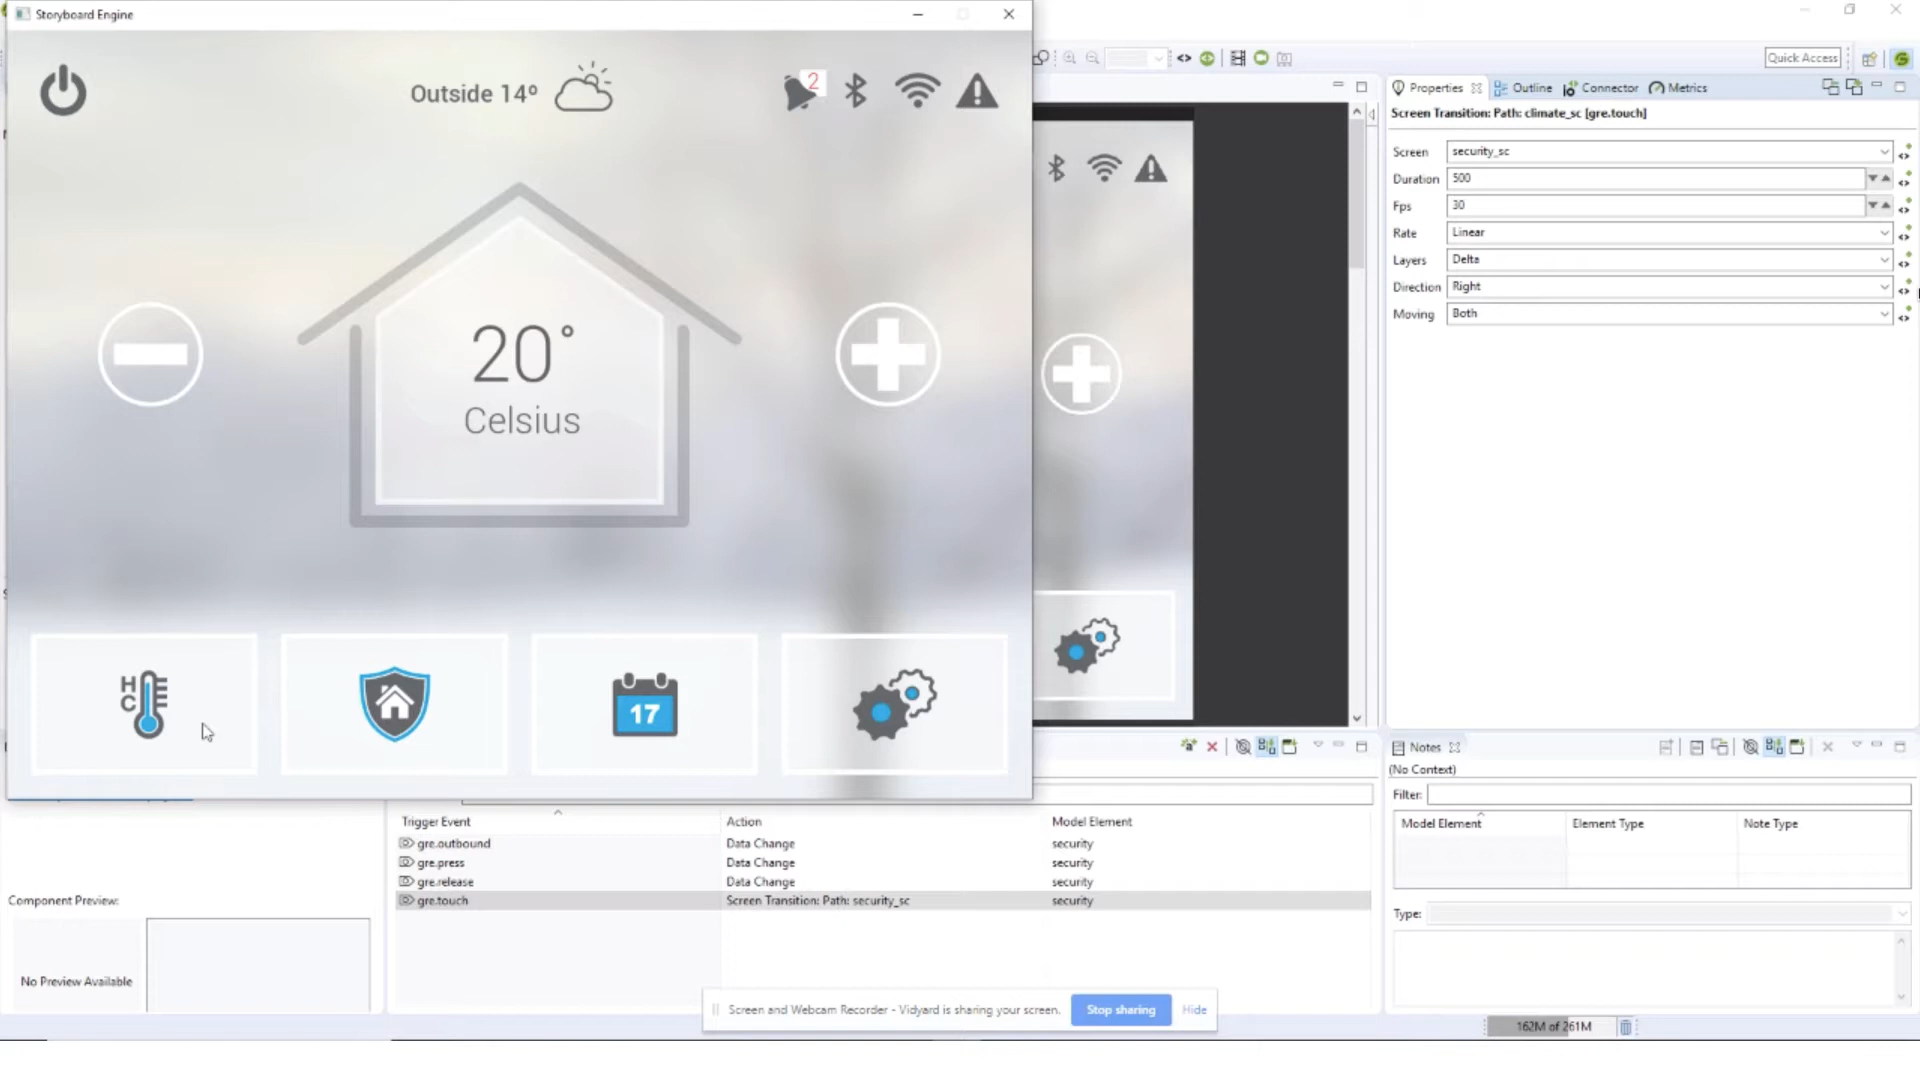 Storyboard Engine
Outside 14°
2
20°
Celsius
H
C
17
Quick Access
Properties
Outline
Connector
Metrics
Screen Transition: Path: climate_sc [gre.touch]
Screen security_sc
Duration 500
Fps 30
Rate Linear
Layers Delta
Direction Right
Moving Both
Trigger Event Action Model Element
gre.outbound Data Change security
gre.press Data Change security
gre.release Data Change security
gre.touch Screen Transition: Path: security_sc security
Component Preview:
No Preview Available
Notes
(No Context)
Filter:
Model Element Element Type Note Type
Type:
Screen and Webcam Recorder - Vidyard is sharing your screen. Stop sharing Hide
162M of 261M